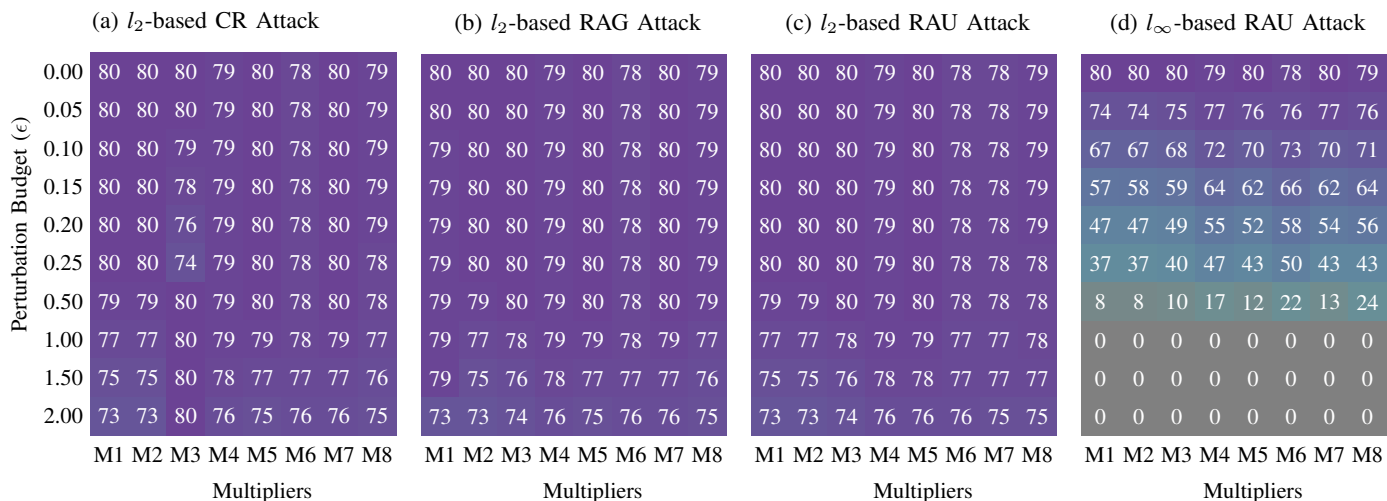 (a) l₂-based CR Attack (b) l₂-based RAG Attack (c) l₂-based RAU Attack (d) l∞-based RAU Attack
Perturbation Budget (ϵ)
0.00 80 80 80 79 80 78 80 79 80 80 80 79 80 78 80 79 80 80 80 79 80 78 78 79 80 80 80 79 80 78 80 79
0.05 80 80 80 79 80 78 80 79 80 80 80 79 80 78 80 79 80 80 80 79 80 78 78 79 74 74 75 77 76 76 77 76
0.10 80 80 79 79 80 78 80 79 79 80 80 79 80 78 80 79 80 80 80 79 80 78 78 79 67 67 68 72 70 73 70 71
0.15 80 80 78 79 80 78 80 79 79 80 80 79 80 78 80 79 80 80 80 79 80 78 78 79 57 58 59 64 62 66 62 64
0.20 80 80 76 79 80 78 80 79 79 80 80 79 80 78 80 79 80 80 80 79 80 78 78 79 47 47 49 55 52 58 54 56
0.25 80 80 74 79 80 78 80 78 79 80 80 79 80 78 80 79 80 80 80 79 80 78 78 78 37 37 40 47 43 50 43 43
0.50 79 79 80 79 80 78 80 78 79 79 80 79 80 78 80 79 79 79 80 79 80 78 78 78 8 8 10 17 12 22 13 24
1.00 77 77 80 79 79 78 79 77 79 77 78 79 79 78 79 77 77 77 78 79 79 77 77 78 0 0 0 0 0 0 0 0
1.50 75 75 80 78 77 77 77 76 79 75 76 78 77 77 77 76 75 75 76 78 78 77 77 77 0 0 0 0 0 0 0 0
2.00 73 73 80 76 75 76 76 75 73 73 74 76 75 76 76 75 73 73 74 76 76 76 75 75 0 0 0 0 0 0 0 0
M1 M2 M3 M4 M5 M6 M7 M8 M1 M2 M3 M4 M5 M6 M7 M8 M1 M2 M3 M4 M5 M6 M7 M8 M1 M2 M3 M4 M5 M6 M7 M8
Multipliers Multipliers Multipliers Multipliers